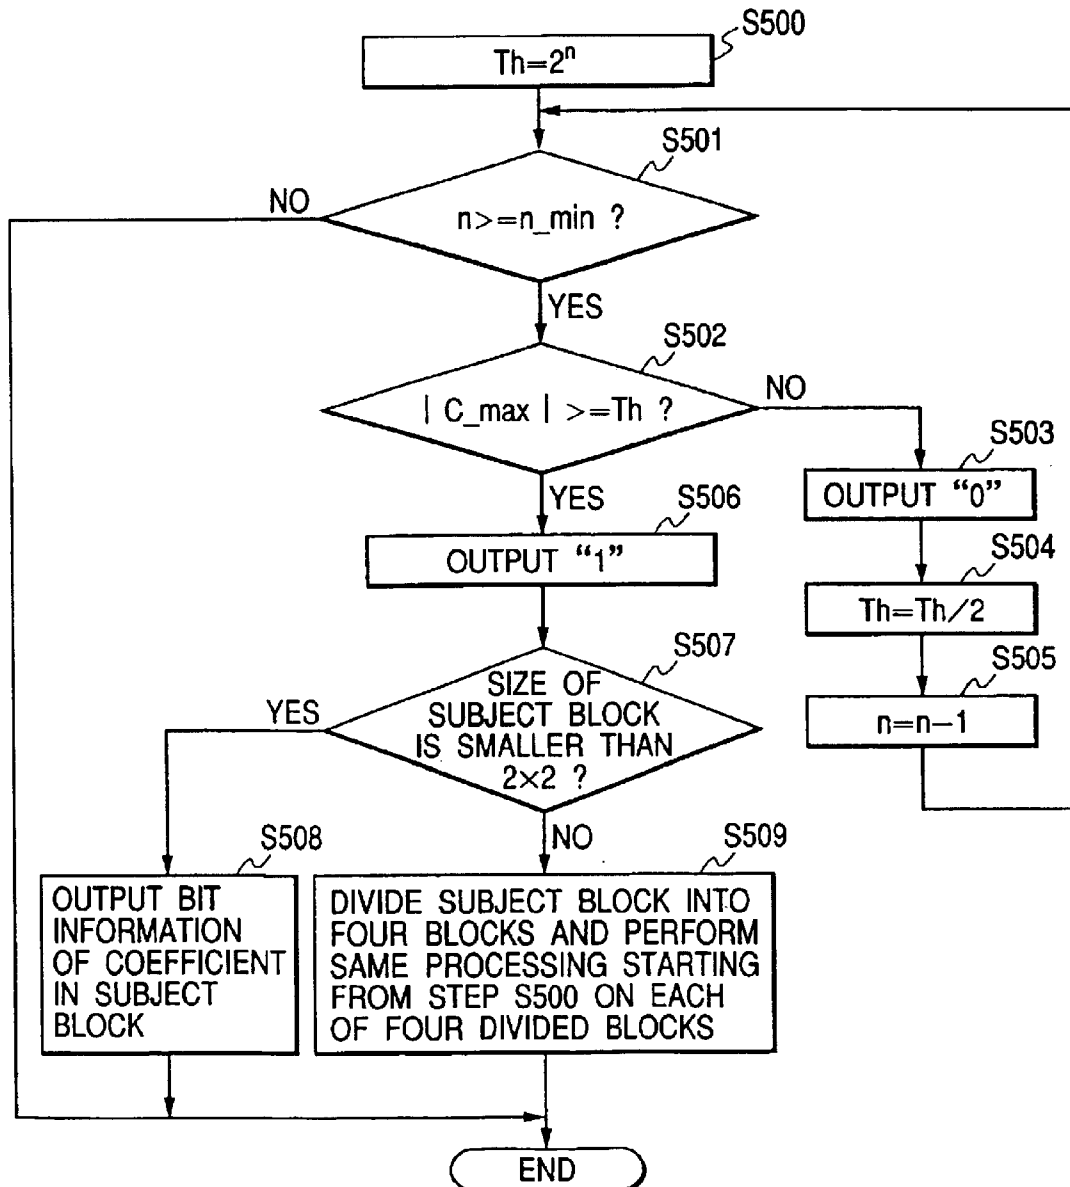 S500
Th=2ⁿ
S501
NO
n>=n_min ?
YES
S502
NO
| C_max | >=Th ?
S503
YES
OUTPUT “0”
S506
OUTPUT “1”
S504
Th=Th/2
S507
S505
YES
SIZE OF
SUBJECT BLOCK
IS SMALLER THAN
2×2 ?
n=n−1
S508
NO
S509
OUTPUT BIT
INFORMATION
OF COEFFICIENT
IN SUBJECT
BLOCK
DIVIDE SUBJECT BLOCK INTO
FOUR BLOCKS AND PERFORM
SAME PROCESSING STARTING
FROM STEP S500 ON EACH
OF FOUR DIVIDED BLOCKS
END